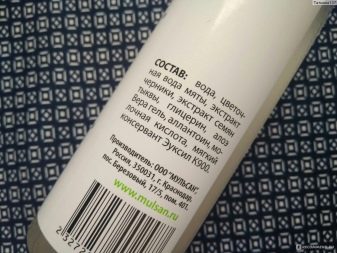 СОСТАВ: вода, цветоч-
ная вода мяты, экстракт
черники, экстракт семян
тыквы, глицерин, алоэ
Вера гель, аллантоин, мо-
лочная кислота, мягкий
консервант Эуксил К900.
Производитель: ООО "МУЛЬСАН"
Россия, 350031, г. Краснодар,
пос. Березовый, 17/5, пом. 401.
www.mulsan.ru